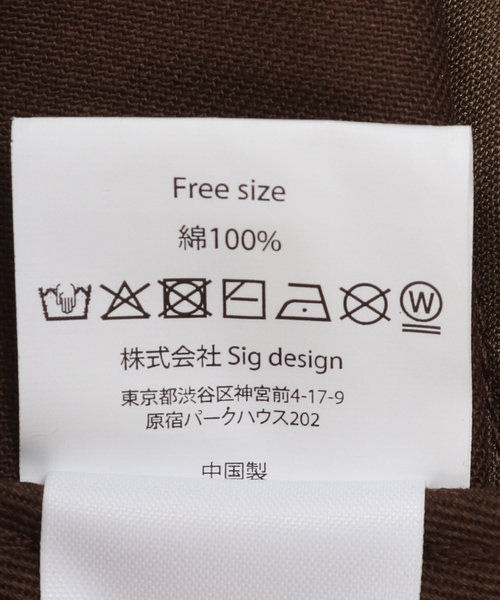 Free size
綿100%
W
株式会社 Sig design
東京都渋谷区神宮前4-17-9
原宿パークハウス202
中国製